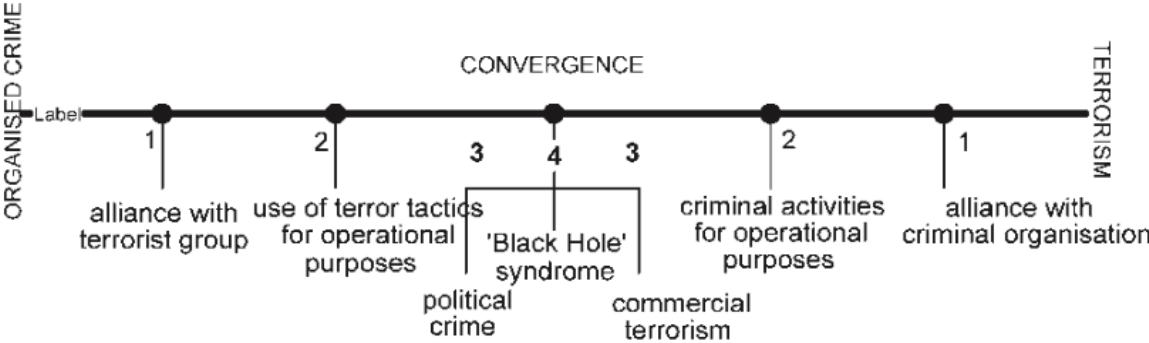 ORGANISED CRIME
CONVERGENCE
TERRORISM
Label
1
2
3
4
3
2
1
alliance with
terrorist group
use of terror tactics
for operational
purposes
political
crime
'Black Hole'
syndrome
commercial
terrorism
criminal activities
for operational
purposes
alliance with
criminal organisation